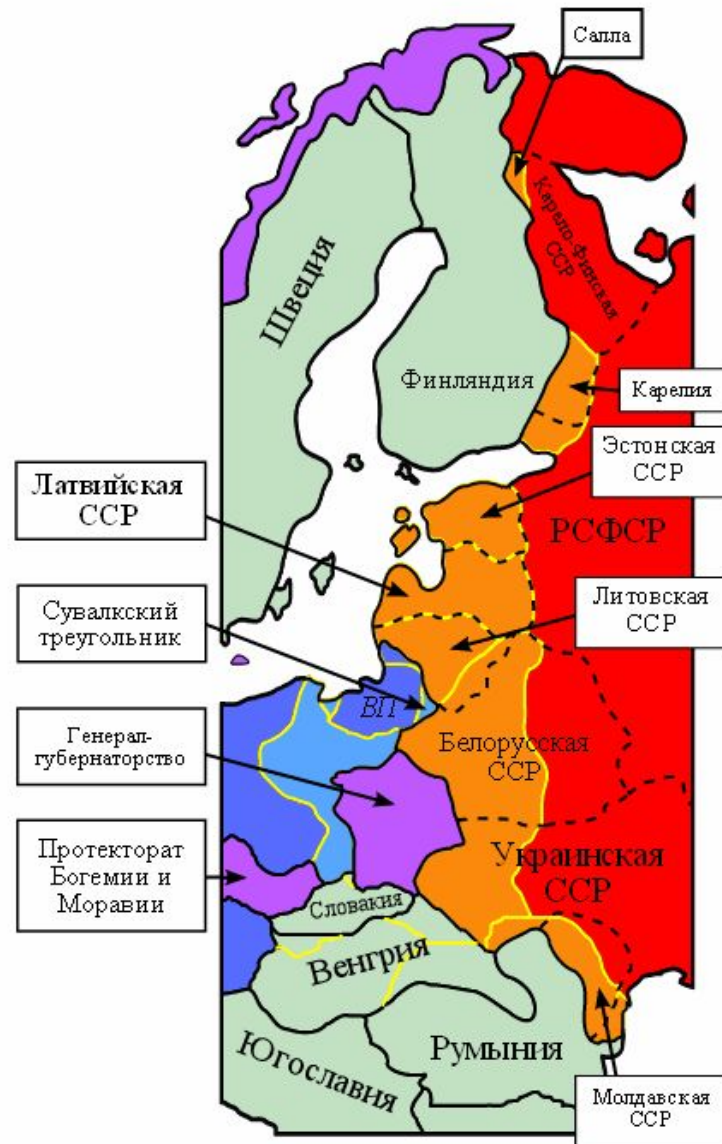 Салла
Карело-Финская
ССР
Швеция
Финляндия
Карелия
Эстонская
ССР
Латвийская
ССР
РСФСР
Литовская
ССР
Сувалкский
треугольник
ВП
Генерал-
губернаторство
Белорусская
ССР
Протекторат
Богемии и
Моравии
Украинская
ССР
Словакия
Венгрия
Румыния
Югославия
Молдавская
ССР